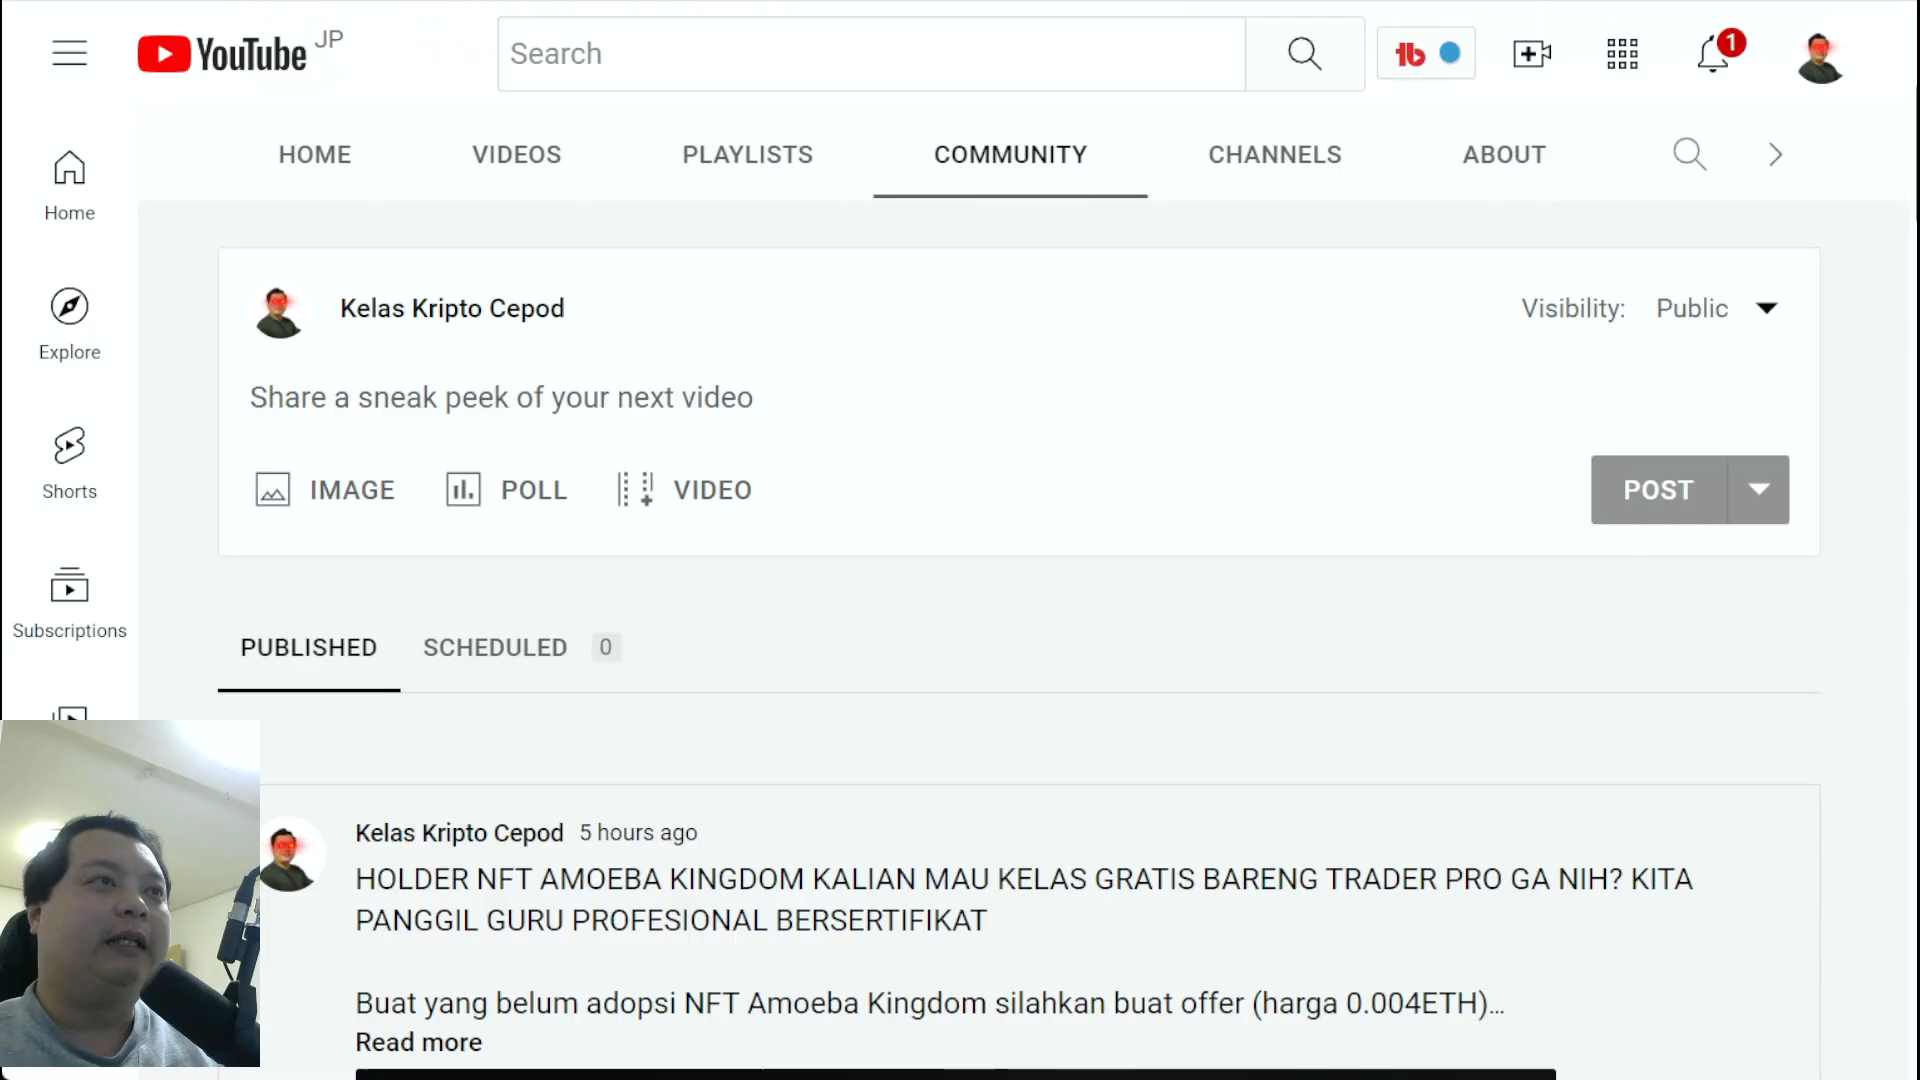 YouTube JP
Search
tb
1
HOME VIDEOS PLAYLISTS COMMUNITY CHANNELS ABOUT
Home
Explore
Shorts
Subscriptions
Kelas Kripto Cepod
Visibility: Public
Share a sneak peek of your next video
IMAGE POLL VIDEO
POST
PUBLISHED SCHEDULED 0
Kelas Kripto Cepod 5 hours ago
HOLDER NFT AMOEBA KINGDOM KALIAN MAU KELAS GRATIS BARENG TRADER PRO GA NIH? KITA
PANGGIL GURU PROFESIONAL BERSERTIFIKAT
Buat yang belum adopsi NFT Amoeba Kingdom silahkan buat offer (harga 0.004ETH)...
Read more